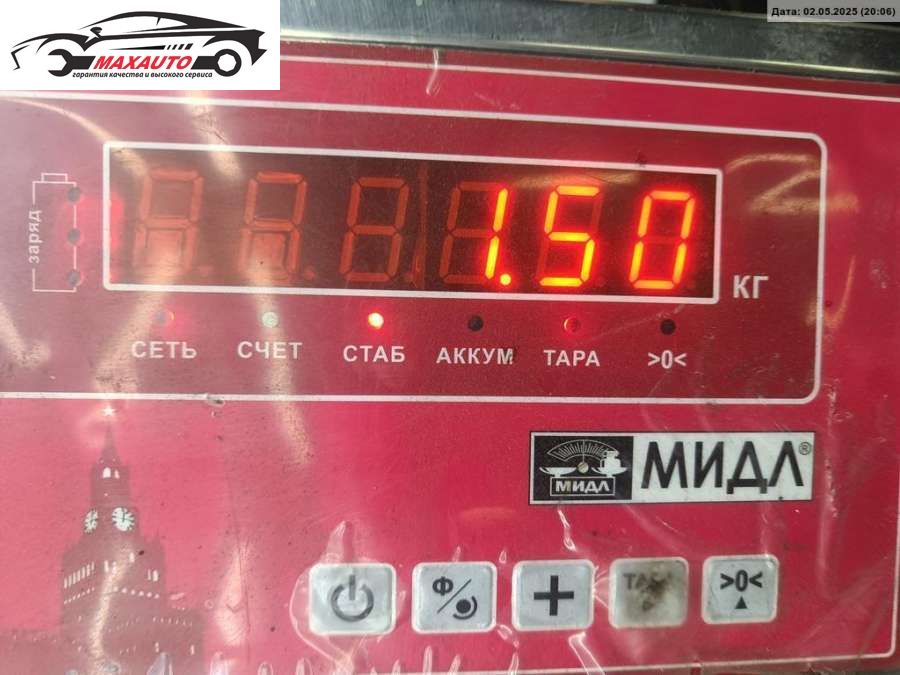 Дата: 02.05.2025 (20:06)
MAXAUTO
гарантия качества и высокого сервиса
заряд
1.50
КГ
СЕТЬ СЧЕТ СТАБ АККУМ ТАРА >0<
МИДЛ МИДЛ®
Ф + >0<